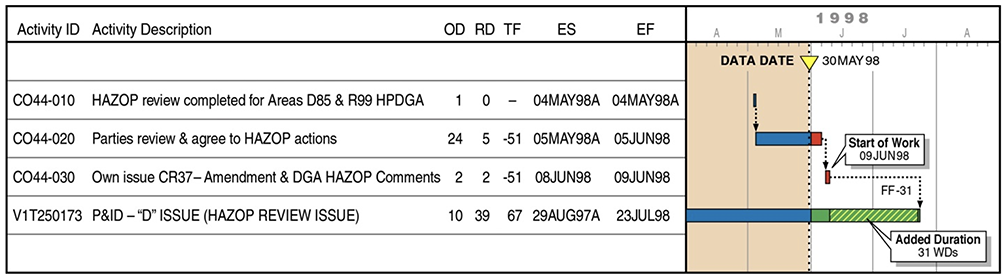 1998
Activity ID Activity Description OD RD TF ES EF
A M J J A
DATA DATE 30MAY98
CO44-010 HAZOP review completed for Areas D85 & R99 HPDGA 1 0 – 04MAY98A 04MAY98A
CO44-020 Parties review & agree to HAZOP actions 24 5 -51 05MAY98A 05JUN98
Start of Work
09JUN98
CO44-030 Own issue CR37– Amendment & DGA HAZOP Comments 2 2 -51 08JUN98 09JUN98
FF-31
V1T250173 P&ID – “D” ISSUE (HAZOP REVIEW ISSUE) 10 39 67 29AUG97A 23JUL98
Added Duration
31 WDs